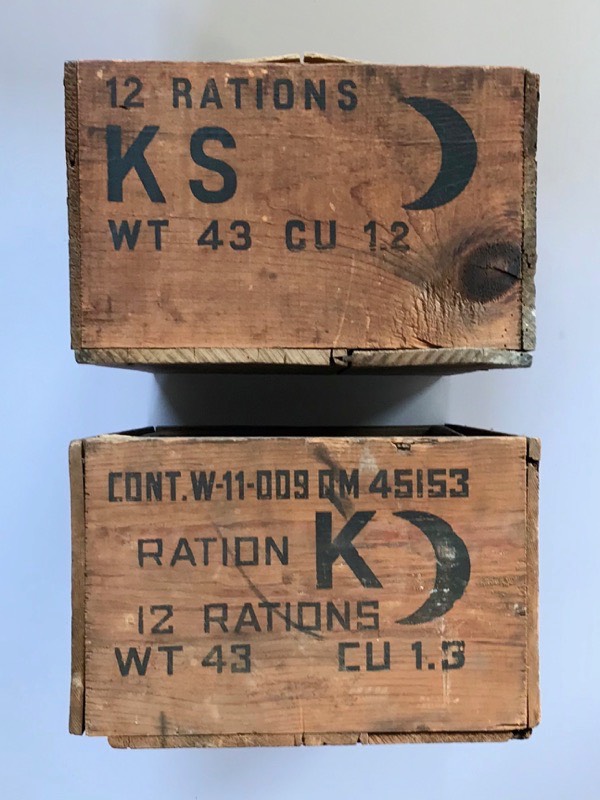 12 RATIONS
KS
WT 43 CU 1.2
CONT. W-11-009 QM 45153
RATION K
12 RATIONS
WT 43 CU 1.3